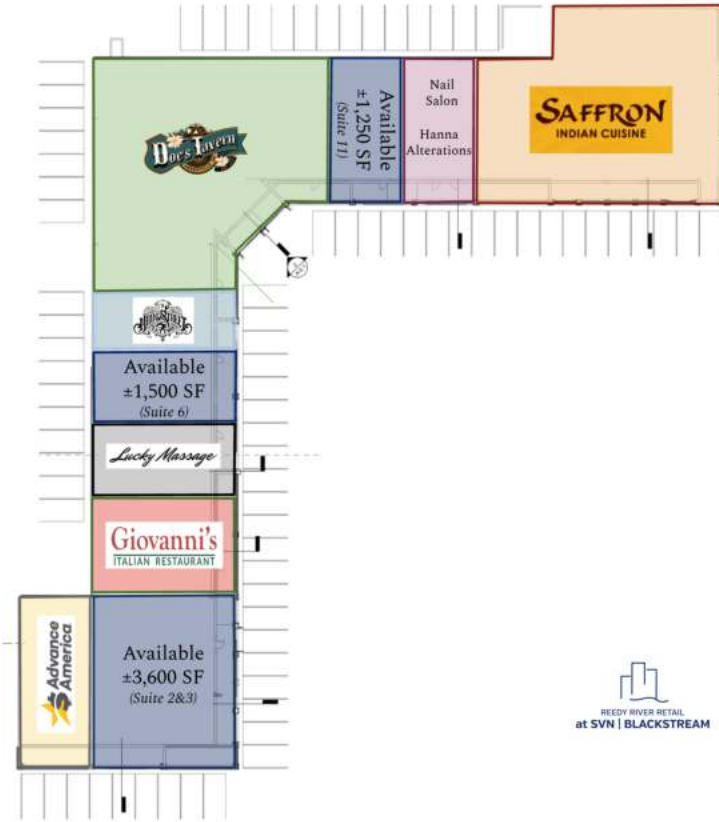 Doc's Tavern
Available
±1,250 SF
(Suite 11)
Nail
Salon
Hanna
Alterations
SAFFRON
INDIAN CUISINE
Available
±1,500 SF
(Suite 6)
Lucky Massage
Giovanni's
ITALIAN RESTAURANT
Advance
America
Available
±3,600 SF
(Suite 2&3)
REEDY RIVER RETAIL
at SVN | BLACKSTREAM